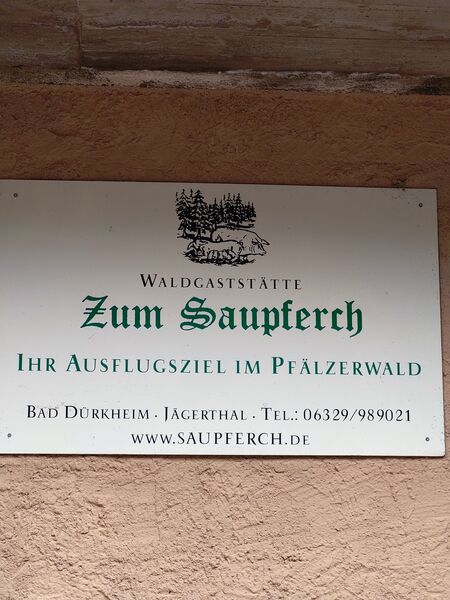 WALDGASTSTÄTTE
Zum Saupferch
IHR AUSFLUGSZIEL IM PFÄLZERWALD
BAD DÜRKHEIM · JÄGERTHAL · TEL.: 06329/989021
WWW.SAUPFERCH.DE